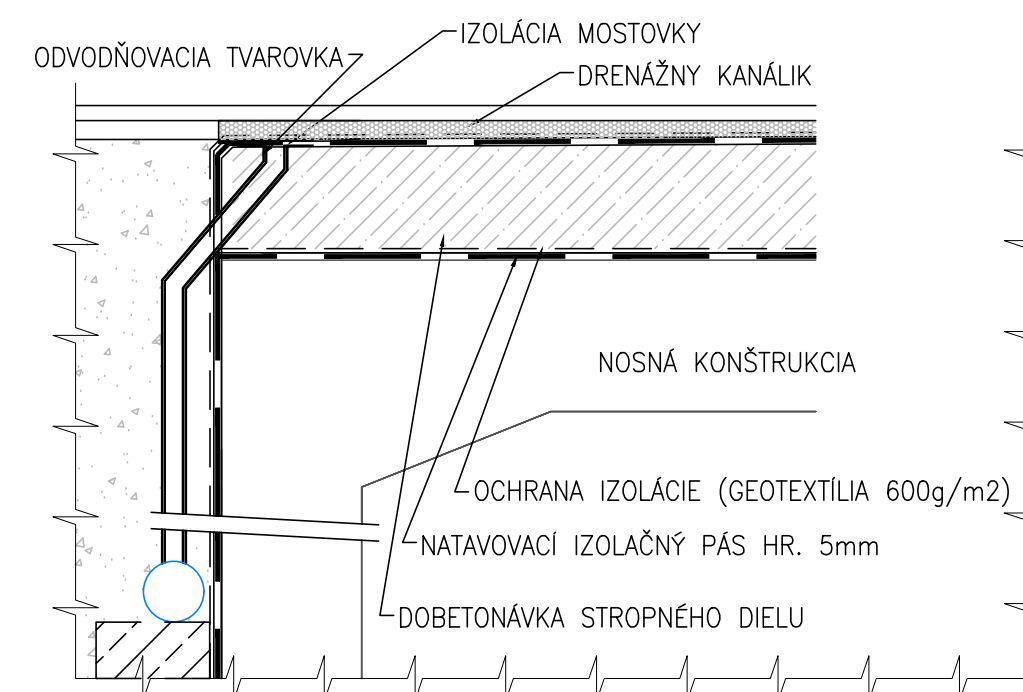 IZOLÁCIA MOSTOVKY
ODVODŇOVACIA TVAROVKA
DRENÁŽNY KANÁLIK
NOSNÁ KONŠTRUKCIA
OCHRANA IZOLÁCIE (GEOTEXTÍLIA 600g/m2)
NATAVOVACÍ IZOLAČNÝ PÁS HR. 5mm
DOBETONÁVKA STROPNÉHO DIELU